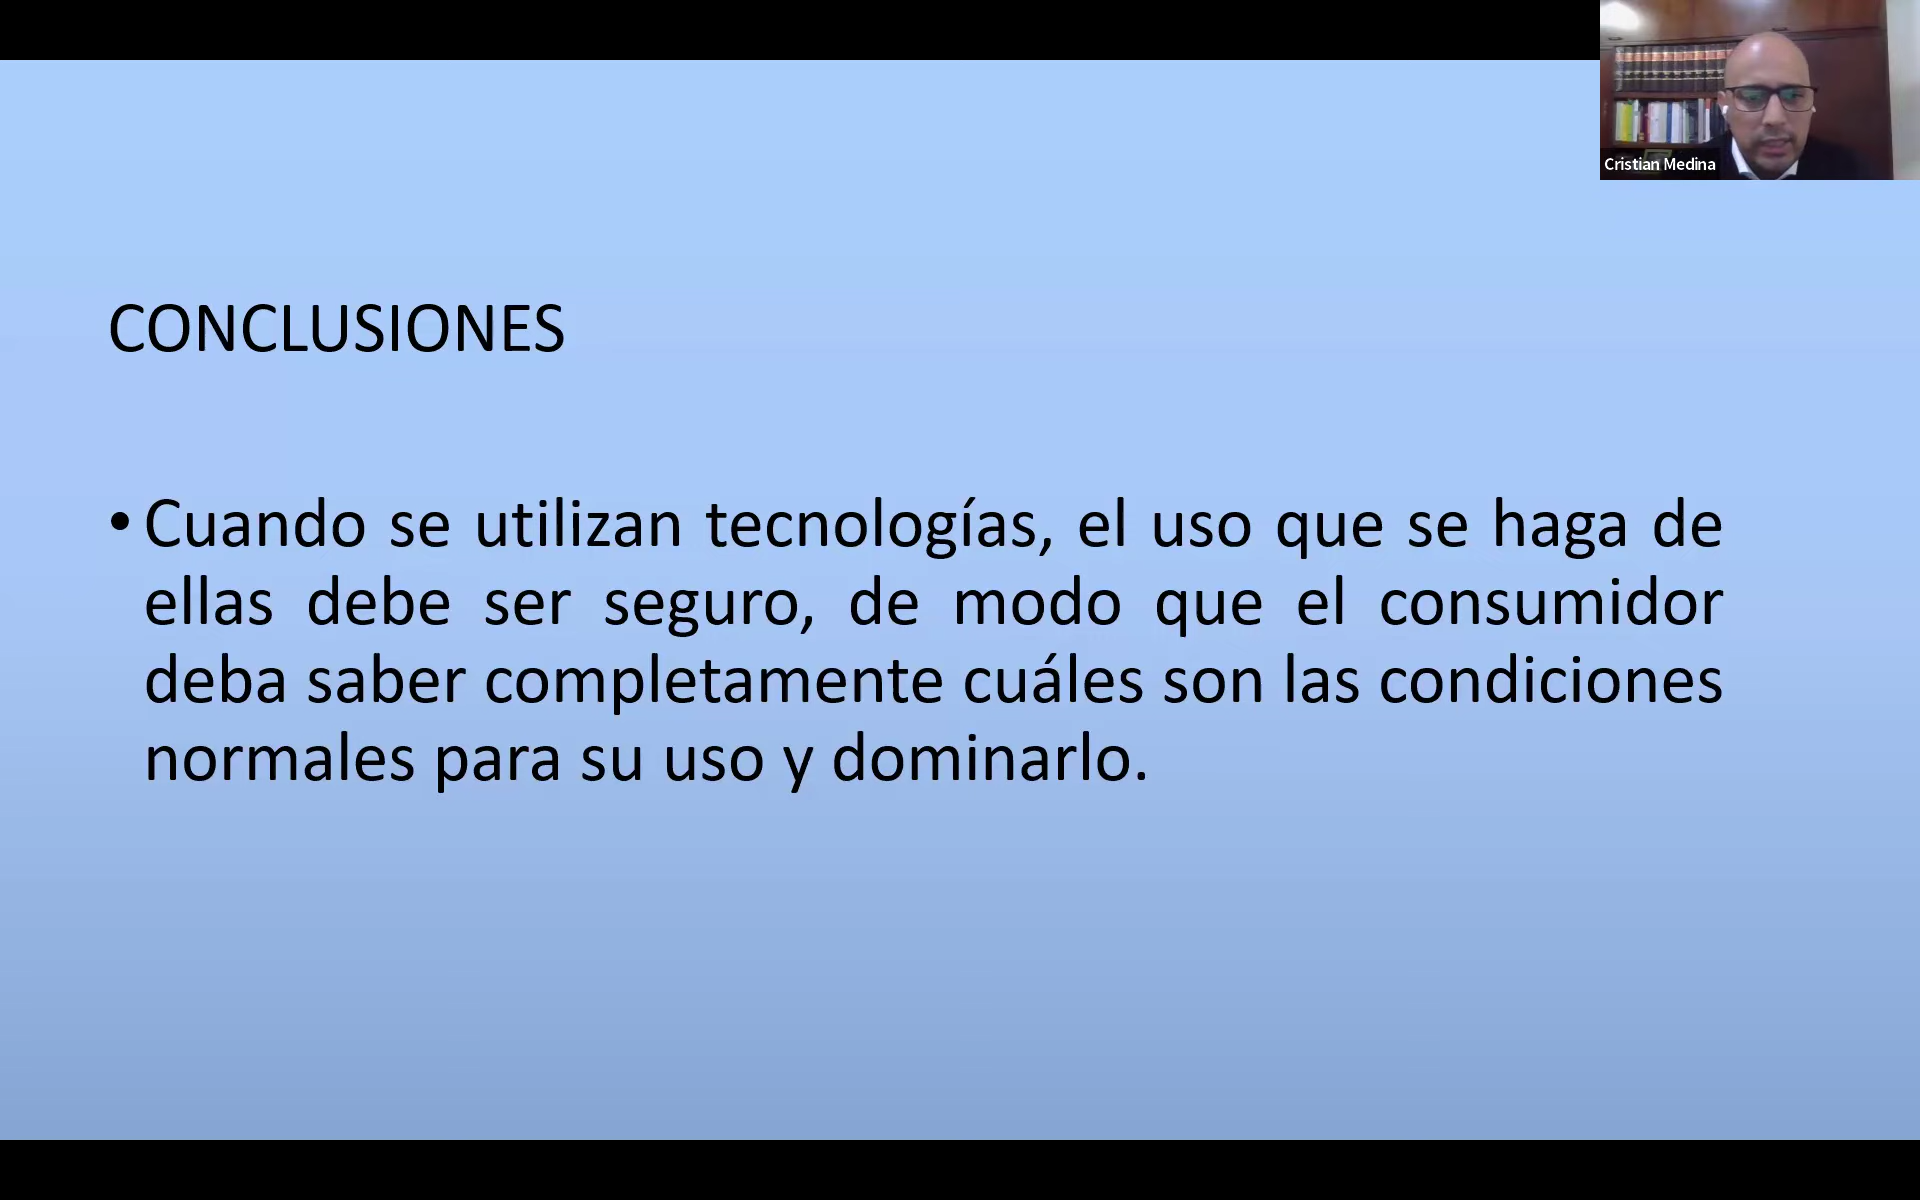 Cristian Medina
CONCLUSIONES
• Cuando se utilizan tecnologías, el uso que se haga de
ellas debe ser seguro, de modo que el consumidor
deba saber completamente cuáles son las condiciones
normales para su uso y dominarlo.